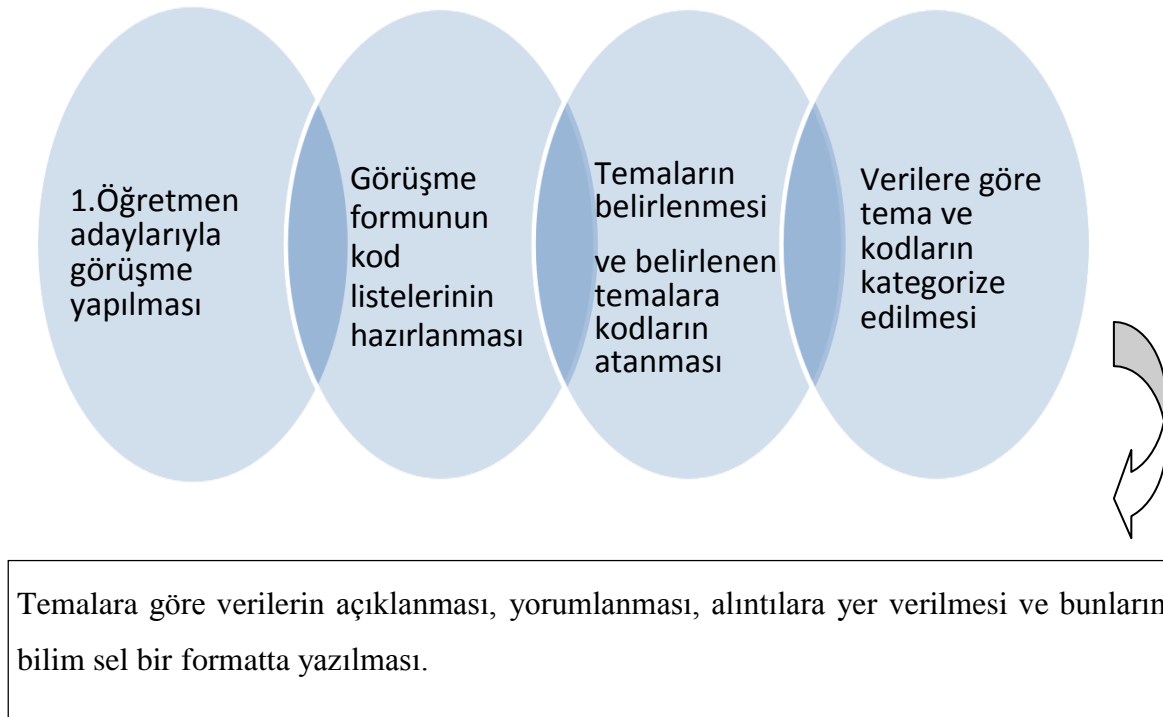 1.Öğretmen
adaylarıyla
görüşme
yapılması
Görüşme
formunun
kod
listelerinin
hazırlanması
Temaların
belirlenmesi
ve belirlenen
temalara
kodların
atanması
Verilere göre
tema ve
kodların
kategorize
edilmesi
Temalara göre verilerin açıklanması, yorumlanması, alıntılara yer verilmesi ve bunların
bilim sel bir formatta yazılması.